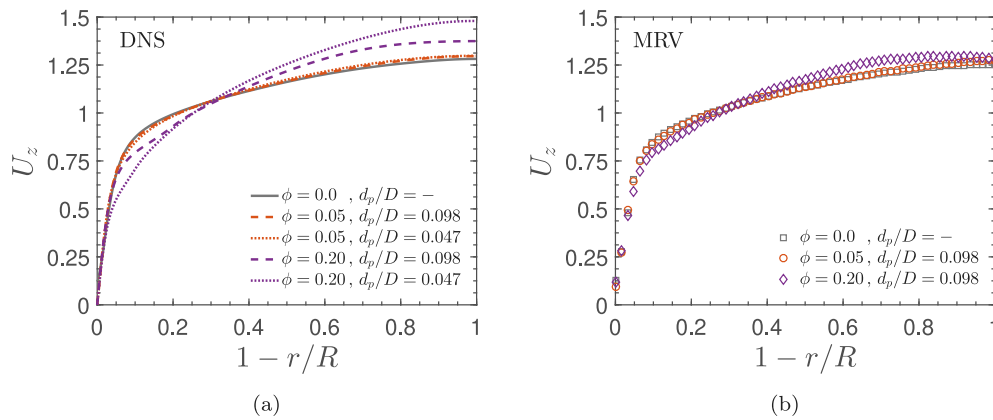 DNS
1.5
1.25
1
0.75
0.5
0.25
0
U_z
ϕ = 0.0 , d_p/D = −
ϕ = 0.05 , d_p/D = 0.098
ϕ = 0.05 , d_p/D = 0.047
ϕ = 0.20 , d_p/D = 0.098
ϕ = 0.20 , d_p/D = 0.047
0 0.2 0.4 0.6 0.8 1
1 − r/R
(a)
MRV
1.5
1.25
1
0.75
0.5
0.25
0
U_z
ϕ = 0.0 , d_p/D = −
ϕ = 0.05 , d_p/D = 0.098
ϕ = 0.20 , d_p/D = 0.098
0 0.2 0.4 0.6 0.8 1
1 − r/R
(b)